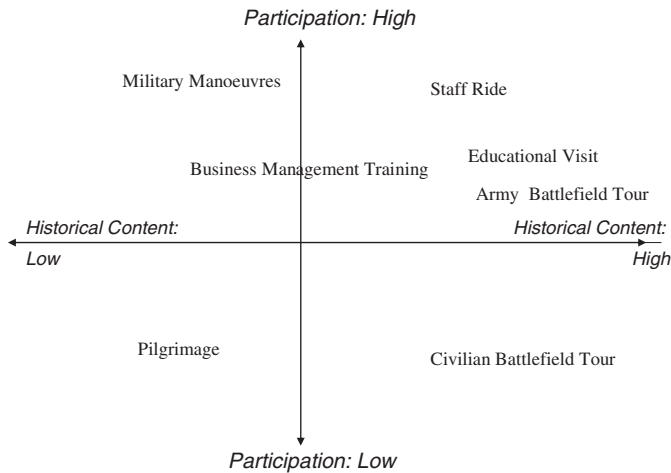 Participation: High
Military Manoeuvres
Staff Ride
Educational Visit
Business Management Training
Army Battlefield Tour
Historical Content:
Low
Historical Content:
High
Pilgrimage
Civilian Battlefield Tour
Participation: Low